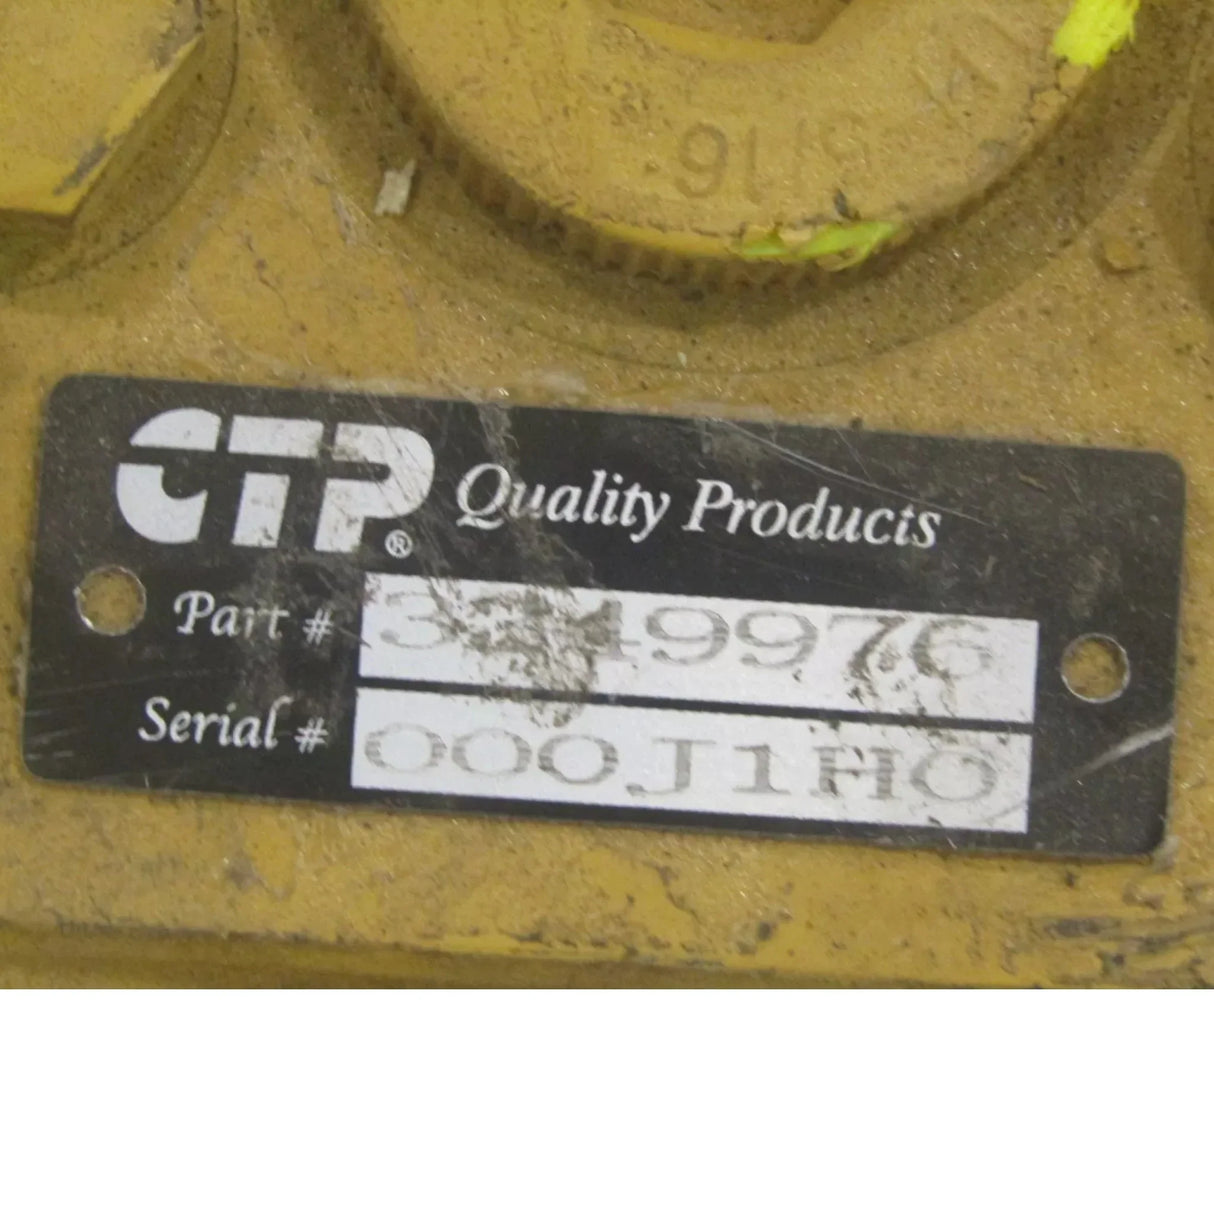 CTP®
Quality Products
Part #
Serial # 000J1H0